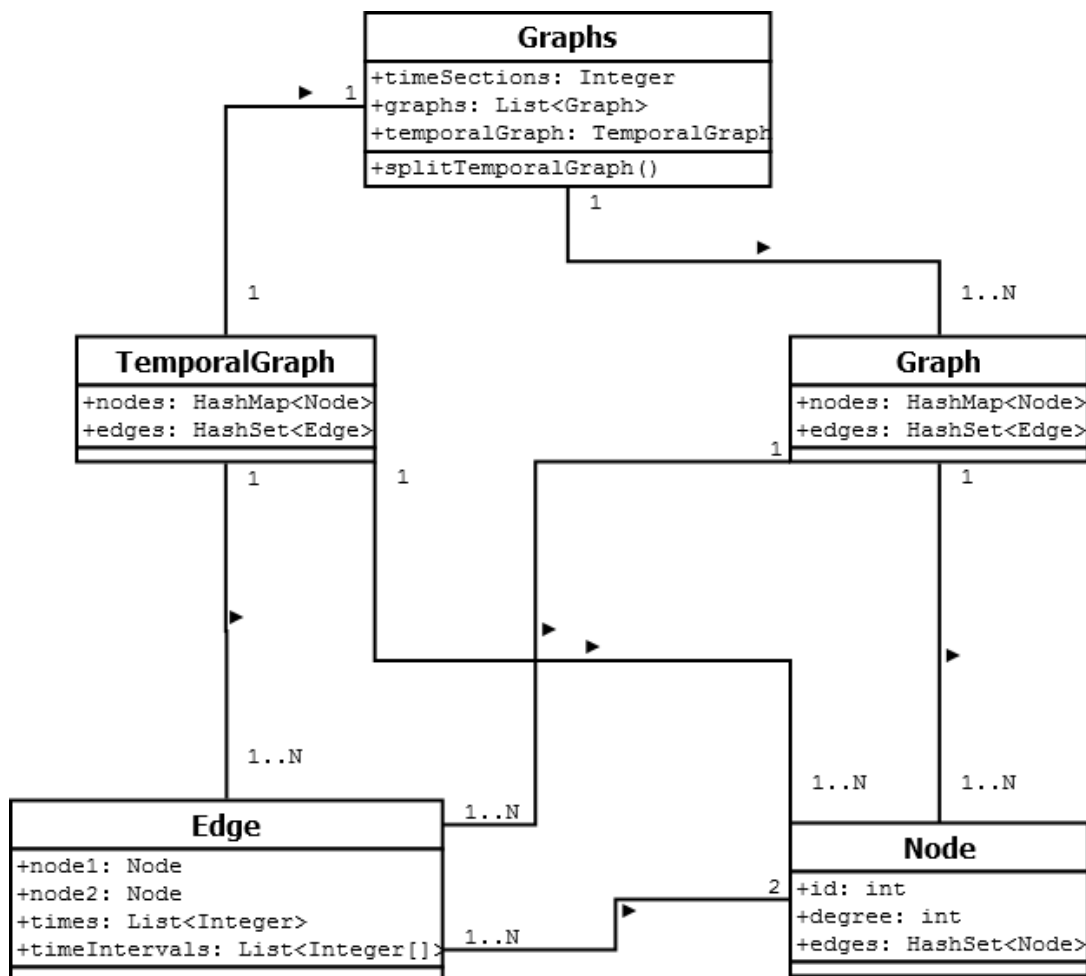 Graphs
+timeSections: Integer
+graphs: List<Graph>
+temporalGraph: TemporalGraph
+splitTemporalGraph()
1
1
1
1..N
TemporalGraph
+nodes: HashMap<Node>
+edges: HashSet<Edge>
Graph
+nodes: HashMap<Node>
+edges: HashSet<Edge>
1
1
1
1
1..N
1..N
1..N
1..N
Edge
+node1: Node
+node2: Node
+times: List<Integer>
+timeIntervals: List<Integer[]>
1..N
2
Node
+id: int
+degree: int
+edges: HashSet<Node>